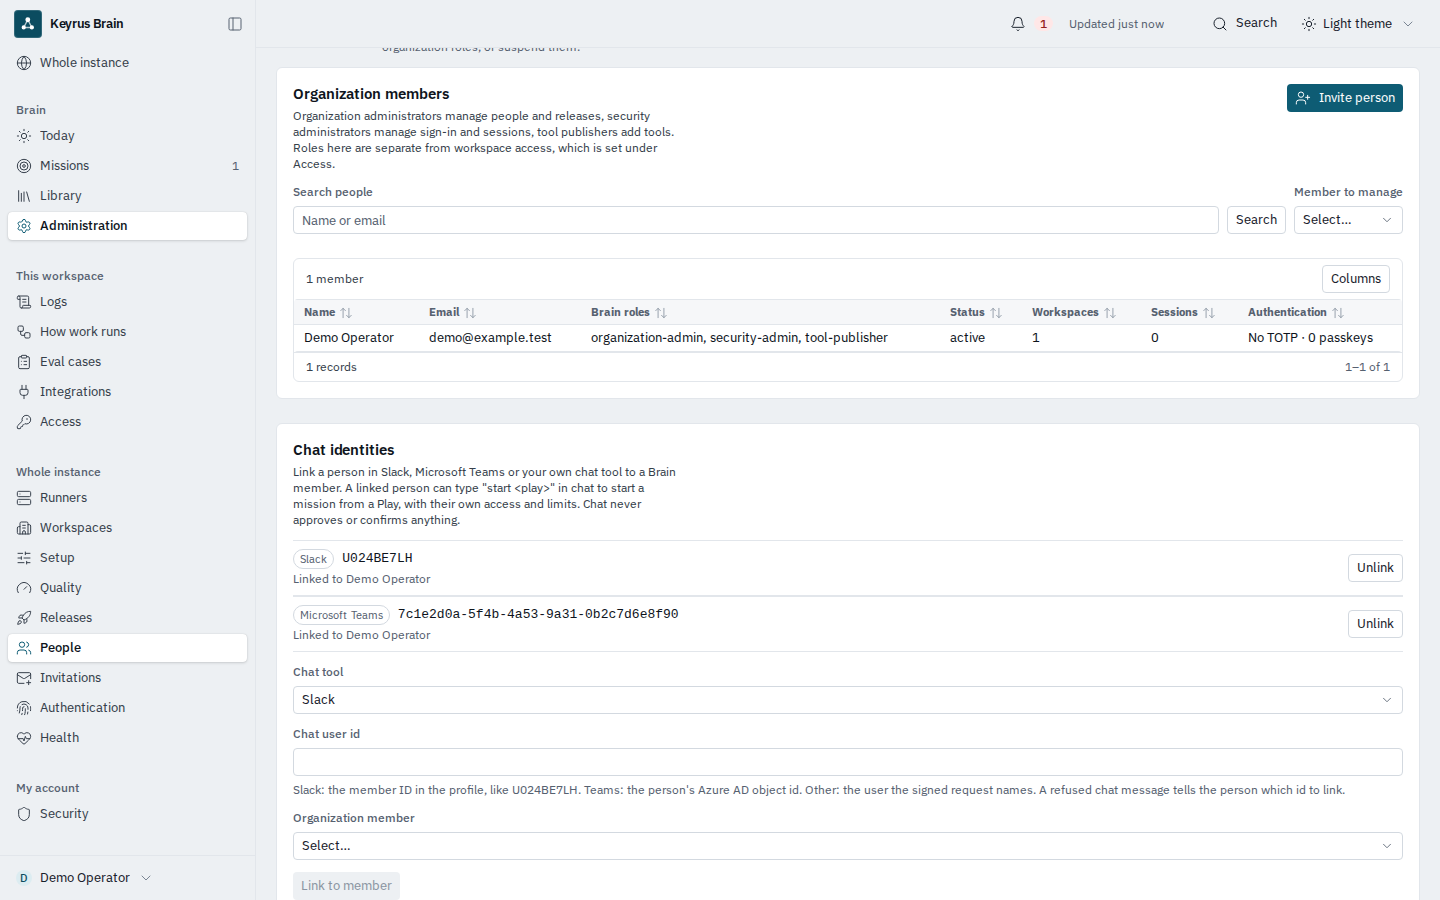 Keyrus Brain
1
Updated just now
Search
Light theme
Whole instance
Brain
Today
Missions
1
Library
Administration
This workspace
Logs
How work runs
Eval cases
Integrations
Access
Whole instance
Runners
Workspaces
Setup
Quality
Releases
People
Invitations
Authentication
Health
My account
Security
D
Demo Operator
organization roles, or suspend them.
Organization members
Invite person
Organization administrators manage people and releases, security
administrators manage sign-in and sessions, tool publishers add tools.
Roles here are separate from workspace access, which is set under
Access.
Search people
Member to manage
Name or email
Search
Select...
1 member
Columns
Name Email Brain roles Status Workspaces Sessions Authentication
Demo Operator demo@example.test organization-admin, security-admin, tool-publisher active 1 0 No TOTP · 0 passkeys
1 records
1–1 of 1
Chat identities
Link a person in Slack, Microsoft Teams or your own chat tool to a Brain
member. A linked person can type "start <play>" in chat to start a
mission from a Play, with their own access and limits. Chat never
approves or confirms anything.
Slack U024BE7LH
Linked to Demo Operator
Unlink
Microsoft Teams 7c1e2d0a-5f4b-4a53-9a31-0b2c7d6e8f90
Linked to Demo Operator
Unlink
Chat tool
Slack
Chat user id
Slack: the member ID in the profile, like U024BE7LH. Teams: the person's Azure AD object id. Other: the user the signed request names. A refused chat message tells the person which id to link.
Organization member
Select...
Link to member